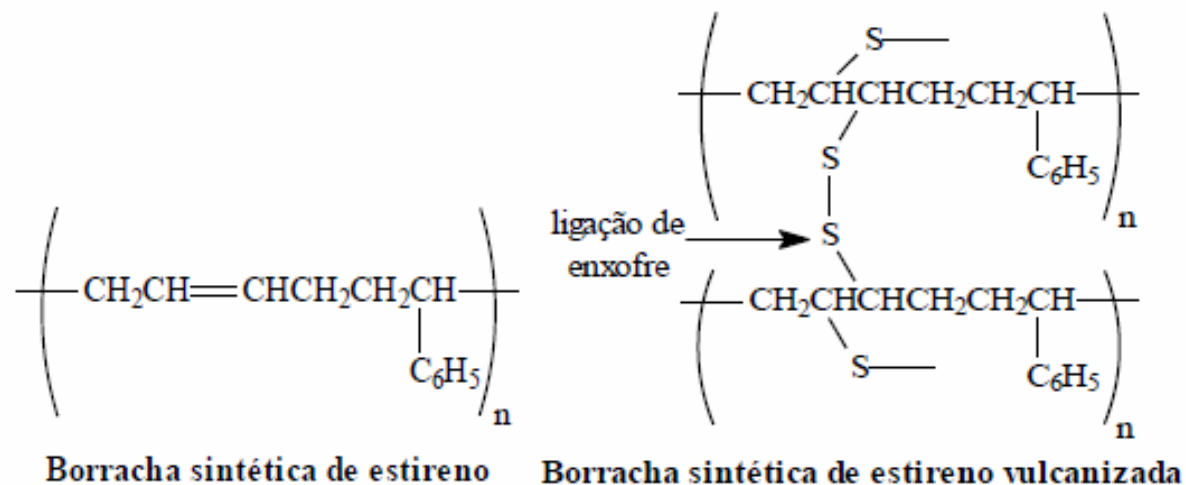 S
CH₂CHCHCH₂CH₂CH
S
C₆H₅
n
ligação de
enxofre
S
CH₂CH=CHCH₂CH₂CH
C₆H₅
n
CH₂CHCHCH₂CH₂CH
S
C₆H₅
n
Borracha sintética de estireno
Borracha sintética de estireno vulcanizada